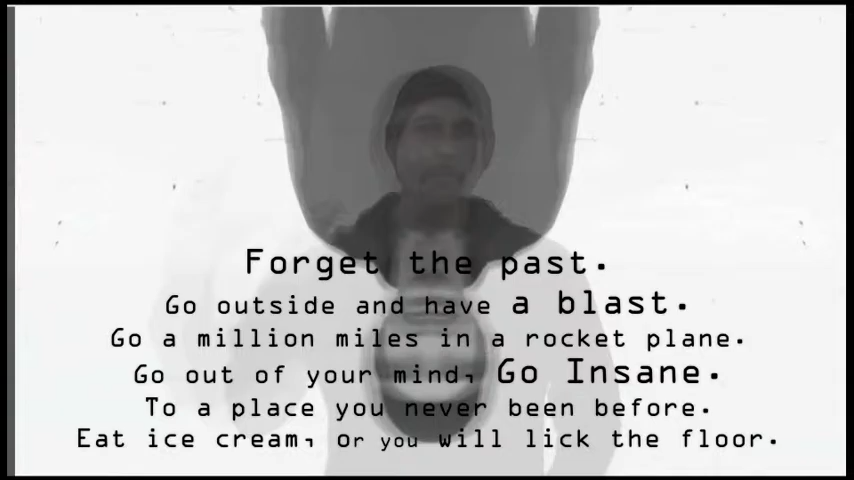 Forget the past.
Go outside and have a blast.
Go a million miles in a rocket plane.
Go out of your mind, Go Insane.
To a place you never been before.
Eat ice cream, or you will lick the floor.